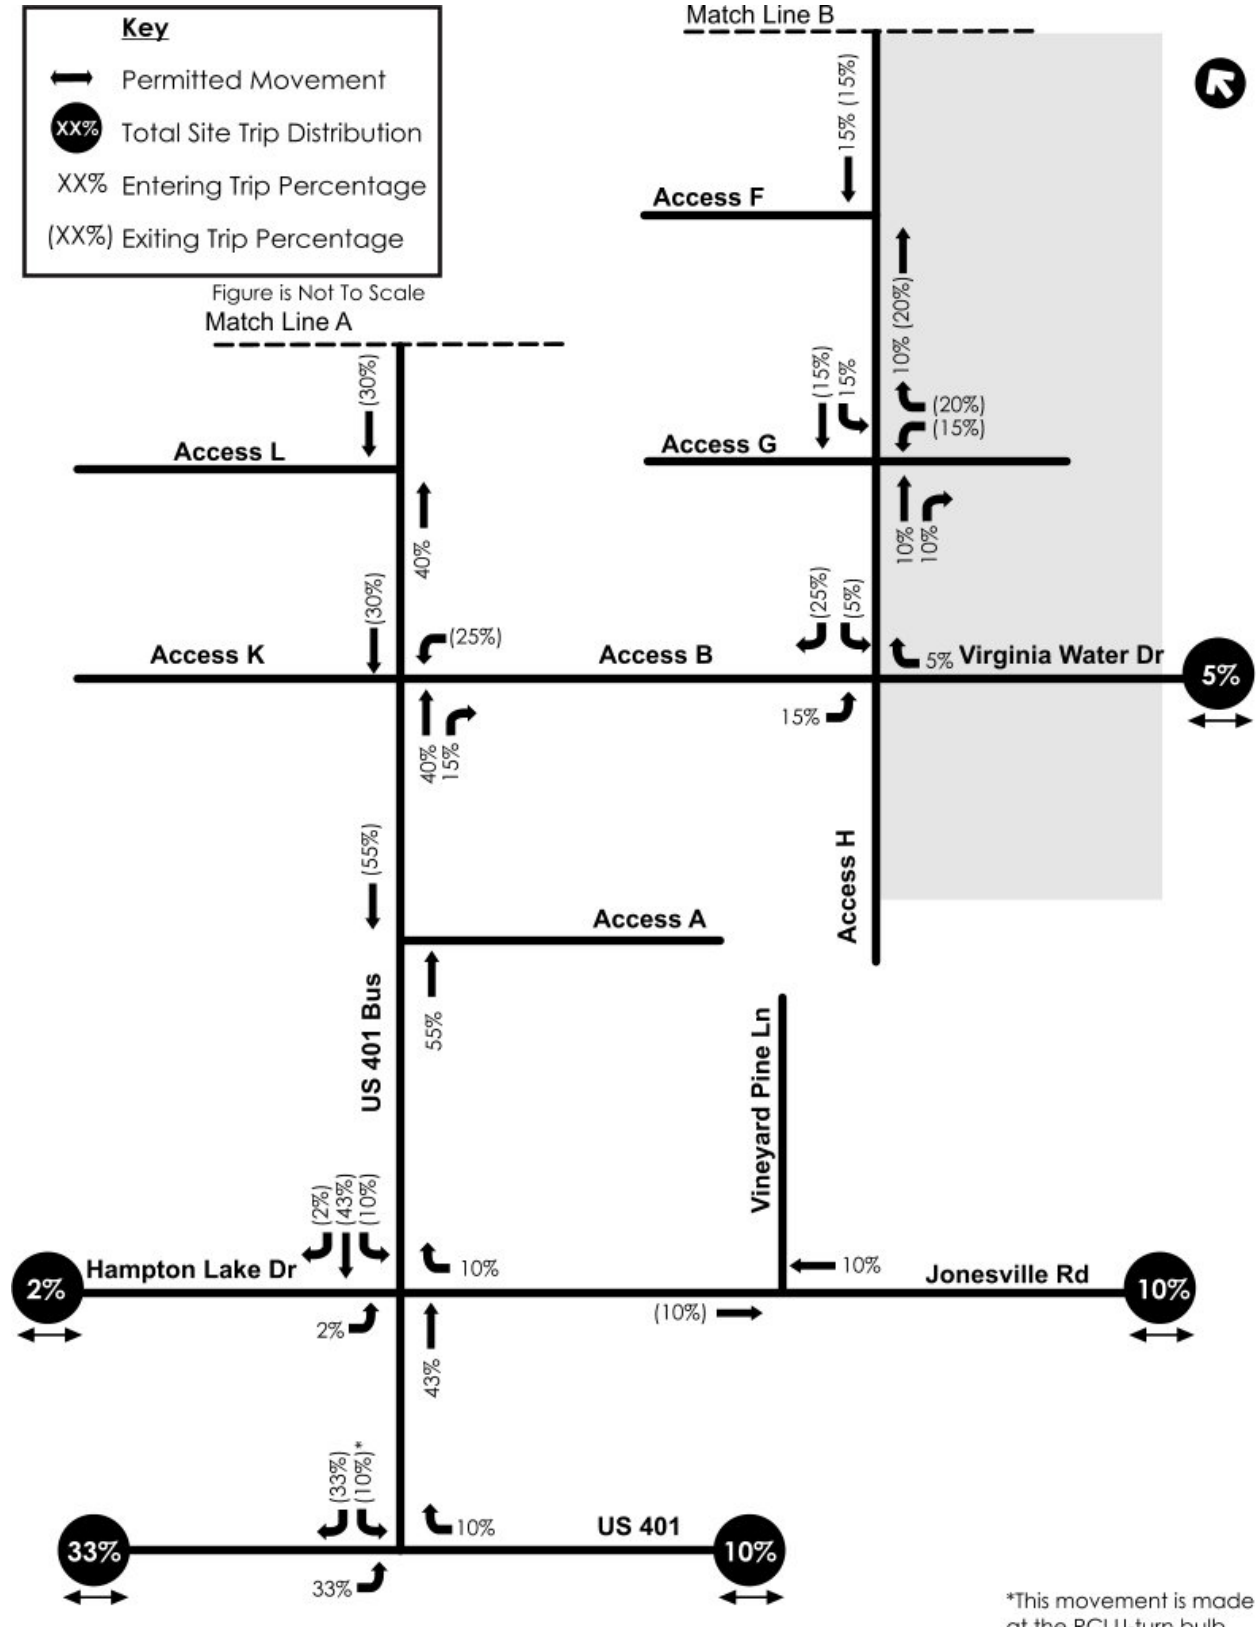 Key
Permitted Movement
XX% Total Site Trip Distribution
XX% Entering Trip Percentage
(XX%) Exiting Trip Percentage
Figure is Not To Scale
Match Line A
Match Line B
15% (15%)
Access F
10% (20%)
(15%)
15%
(20%)
(15%)
Access G
10%
10%
(30%)
Access L
40%
(30%)
(25%)
Access K
Access B
(25%)
(5%)
5%
Virginia Water Dr
5%
15%
40%
15%
(55%)
Access H
Access A
55%
US 401 Bus
Vineyard Pine Ln
(2%)
(43%)
(10%)
Hampton Lake Dr
2%
10%
10%
Jonesville Rd
10%
2%
(10%)
43%
(33%)
(10%)*
10%
US 401
33%
10%
33%
*This movement is made